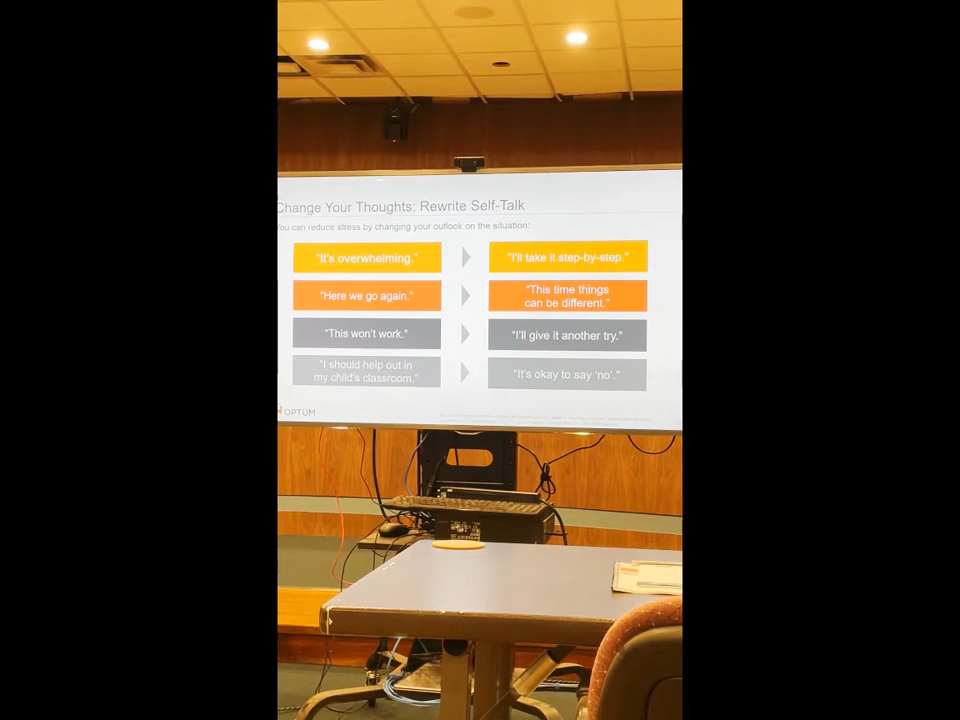 Change Your Thoughts: Rewrite Self-Talk
You can reduce stress by changing your outlook on the situation:
"It's overwhelming."
"I'll take it step-by-step."
"Here we go again."
"This time things
can be different."
"This won't work."
"I'll give it another try."
"I should help out in
my child's classroom."
"It's okay to say 'no'."
OPTUM